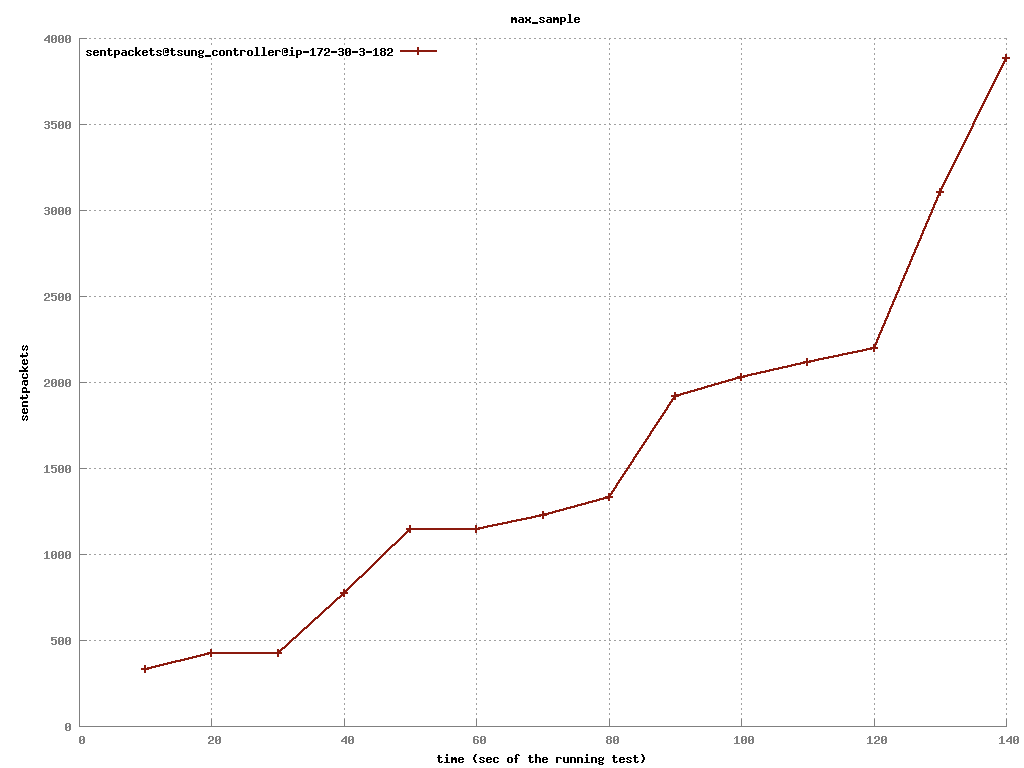 max_sample
4000
sentpackets@tsung_controller@ip-172-30-3-182
3500
3000
2500
sentpackets
2000
1500
1000
500
0
0 20 40 60 80 100 120 140
time (sec of the running test)